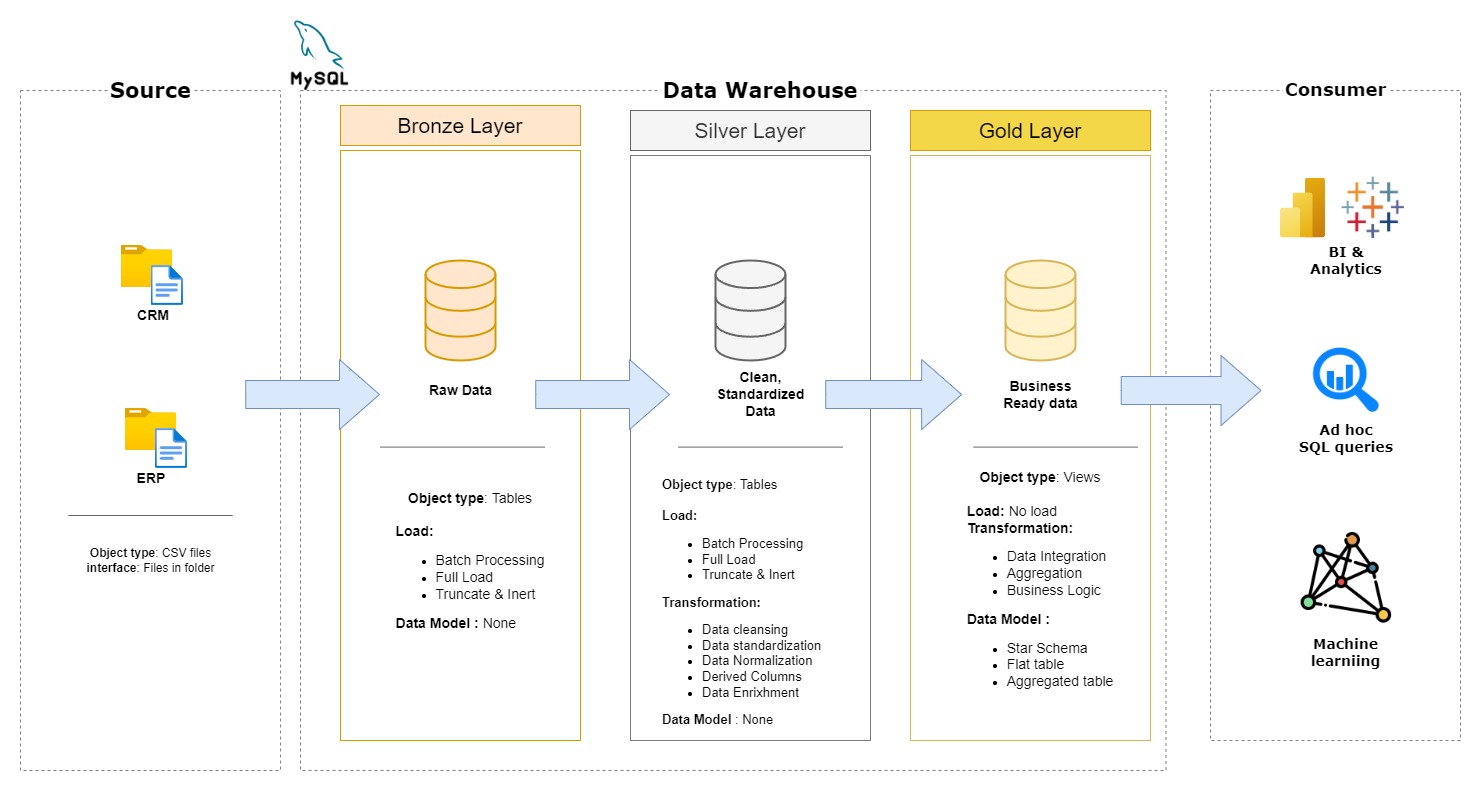 MySQL
Source
CRM
ERP
Object type: CSV files
interface: Files in folder
Data Warehouse
Bronze Layer
Raw Data
Object type: Tables
Load:
• Batch Processing
• Full Load
• Truncate & Inert
Data Model : None
Silver Layer
Clean,
Standardized
Data
Object type: Tables
Load:
• Batch Processing
• Full Load
• Truncate & Inert
Transformation:
• Data cleansing
• Data standardization
• Data Normalization
• Derived Columns
• Data Enrixhment
Data Model : None
Gold Layer
Business
Ready data
Object type: Views
Load: No load
Transformation:
• Data Integration
• Aggregation
• Business Logic
Data Model :
• Star Schema
• Flat table
• Aggregated table
Consumer
BI &
Analytics
Ad hoc
SQL queries
Machine
learniing